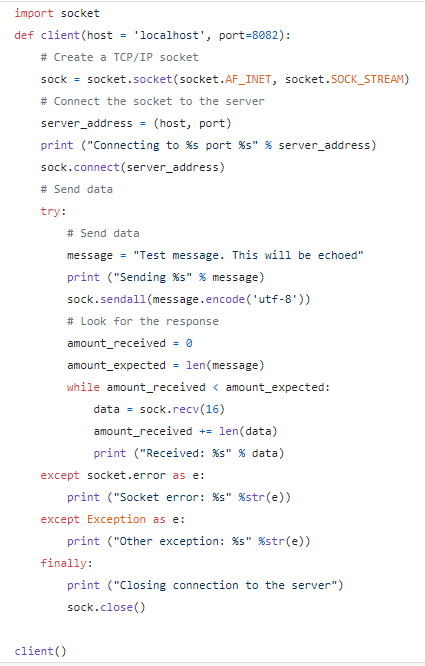 import socket
def client(host = 'localhost', port=8082):
    # Create a TCP/IP socket
    sock = socket.socket(socket.AF_INET, socket.SOCK_STREAM)
    # Connect the socket to the server
    server_address = (host, port)
    print ("Connecting to %s port %s" % server_address)
    sock.connect(server_address)
    # Send data
    try:
        # Send data
        message = "Test message. This will be echoed"
        print ("Sending %s" % message)
        sock.sendall(message.encode('utf-8'))
        # Look for the response
        amount_received = 0
        amount_expected = len(message)
        while amount_received < amount_expected:
            data = sock.recv(16)
            amount_received += len(data)
            print ("Received: %s" % data)
    except socket.error as e:
        print ("Socket error: %s" %str(e))
    except Exception as e:
        print ("Other exception: %s" %str(e))
    finally:
        print ("Closing connection to the server")
        sock.close()

client()